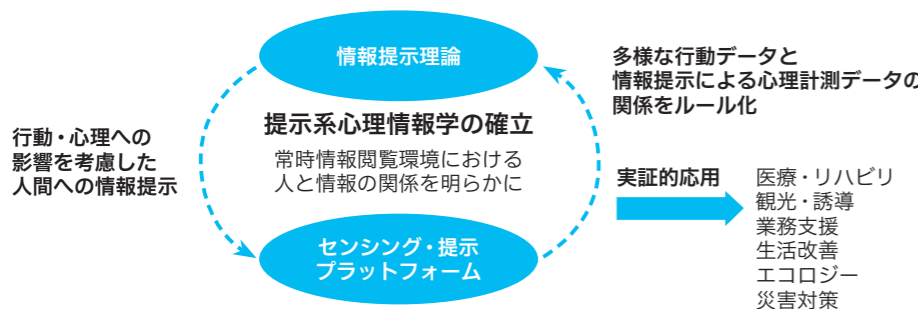 情報提示理論
多様な行動データと
情報提示による心理計測データの
関係をルール化
提示系心理情報学の確立
常時情報閲覧環境における
人と情報の関係を明らかに
行動・心理への
影響を考慮した
人間への情報提示
センシング・提示
プラットフォーム
実証的応用
医療・リハビリ
観光・誘導
業務支援
生活改善
エコロジー
災害対策